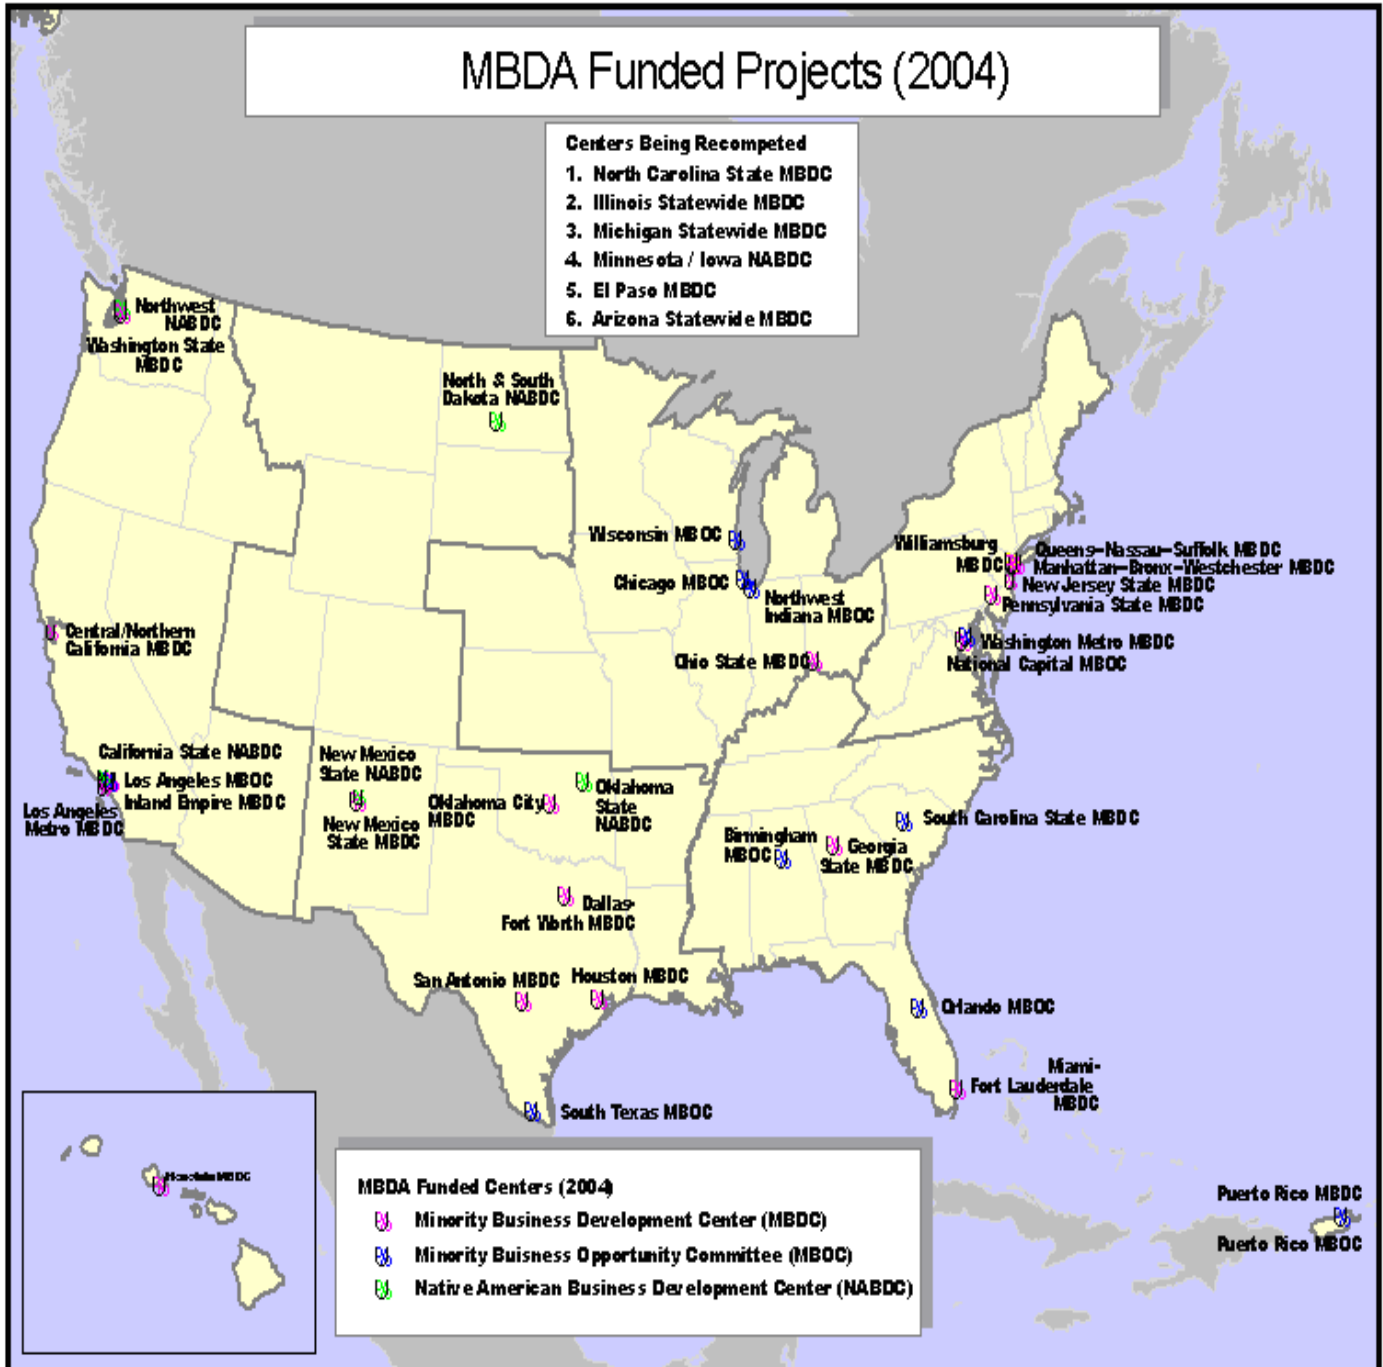 MBDA Funded Projects (2004)
Centers Being Recompeted
1. North Carolina State MBDC
2. Illinois Statewide MBDC
3. Michigan Statewide MBDC
4. Minnesota / Iowa NABDC
5. El Paso MBDC
6. Arizona Statewide MBDC
Northwest
NABDC
Washington State
MBDC
North & South
Dakota NABDC
Wisconsin MBOC
Chicago MBOC
Northwest
Indiana MBOC
Williamsburg
MBDC
Queens-Nassau-Suffolk MBDC
Manhattan-Bronx-Westchester MBDC
New Jersey State MBDC
Pennsylvania State MBDC
Washington Metro MBDC
National Capital MBOC
Ohio State MBDC
Central/Northern
California MBDC
California State NABDC
Los Angeles MBOC
Inland Empire MBDC
Los Angeles
Metro MBDC
New Mexico
State NABDC
New Mexico
State MBDC
Oklahoma City
MBDC
Oklahoma
State
NABDC
Birmingham
MBOC
Georgia
State MBDC
South Carolina State MBDC
Dallas-
Fort Worth MBDC
San Antonio MBDC
Houston MBDC
South Texas MBOC
Orlando MBOC
Miami-
Fort Lauderdale
MBDC
Honolulu MBDC
Puerto Rico MBDC
Puerto Rico MBOC
MBDA Funded Centers (2004)
Minority Business Development Center (MBDC)
Minority Buisness Opportunity Committee (MBOC)
Native American Business Development Center (NABDC)